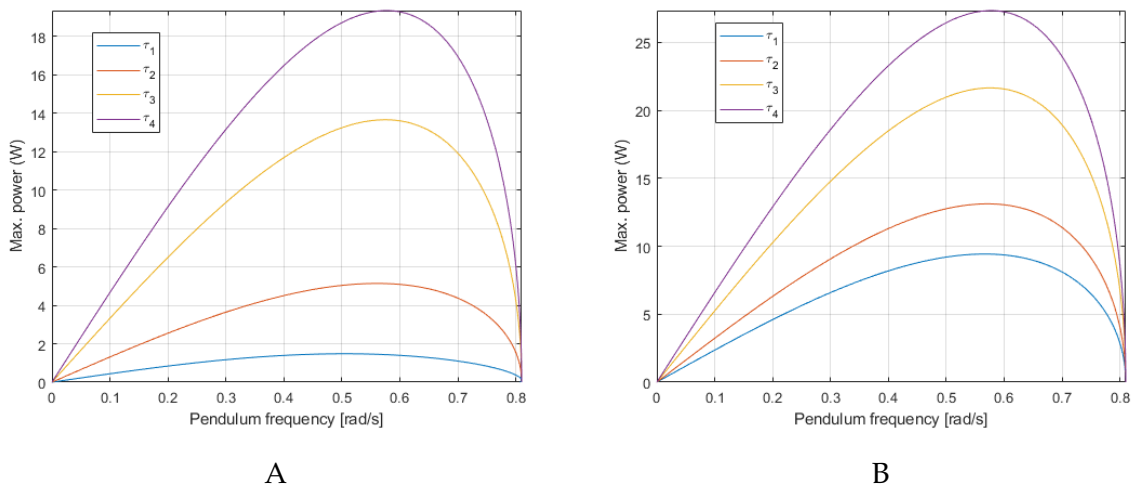 18
16
14
12
10
8
6
4
2
0
Max. power (W)
τ1
τ2
τ3
τ4
0 0.1 0.2 0.3 0.4 0.5 0.6 0.7 0.8
Pendulum frequency [rad/s]
A
25
20
15
10
5
0
Max. power (W)
τ1
τ2
τ3
τ4
0 0.1 0.2 0.3 0.4 0.5 0.6 0.7 0.8
Pendulum frequency [rad/s]
B